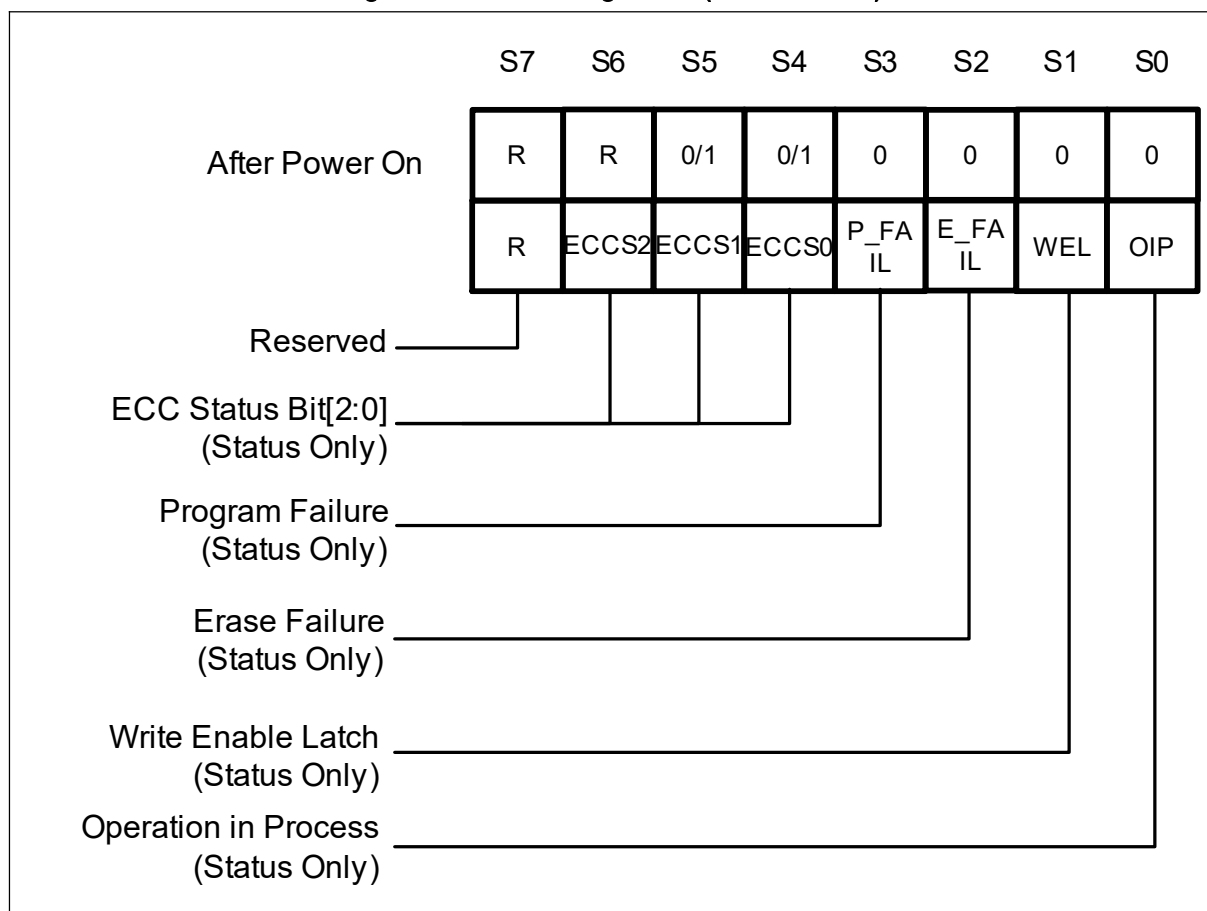 S7 S6 S5 S4 S3 S2 S1 S0
After Power On R R 0/1 0/1 0 0 0 0
R ECCS2 ECCS1 ECCS0 P_FA IL E_FA IL WEL OIP
Reserved
ECC Status Bit[2:0]
(Status Only)
Program Failure
(Status Only)
Erase Failure
(Status Only)
Write Enable Latch
(Status Only)
Operation in Process
(Status Only)